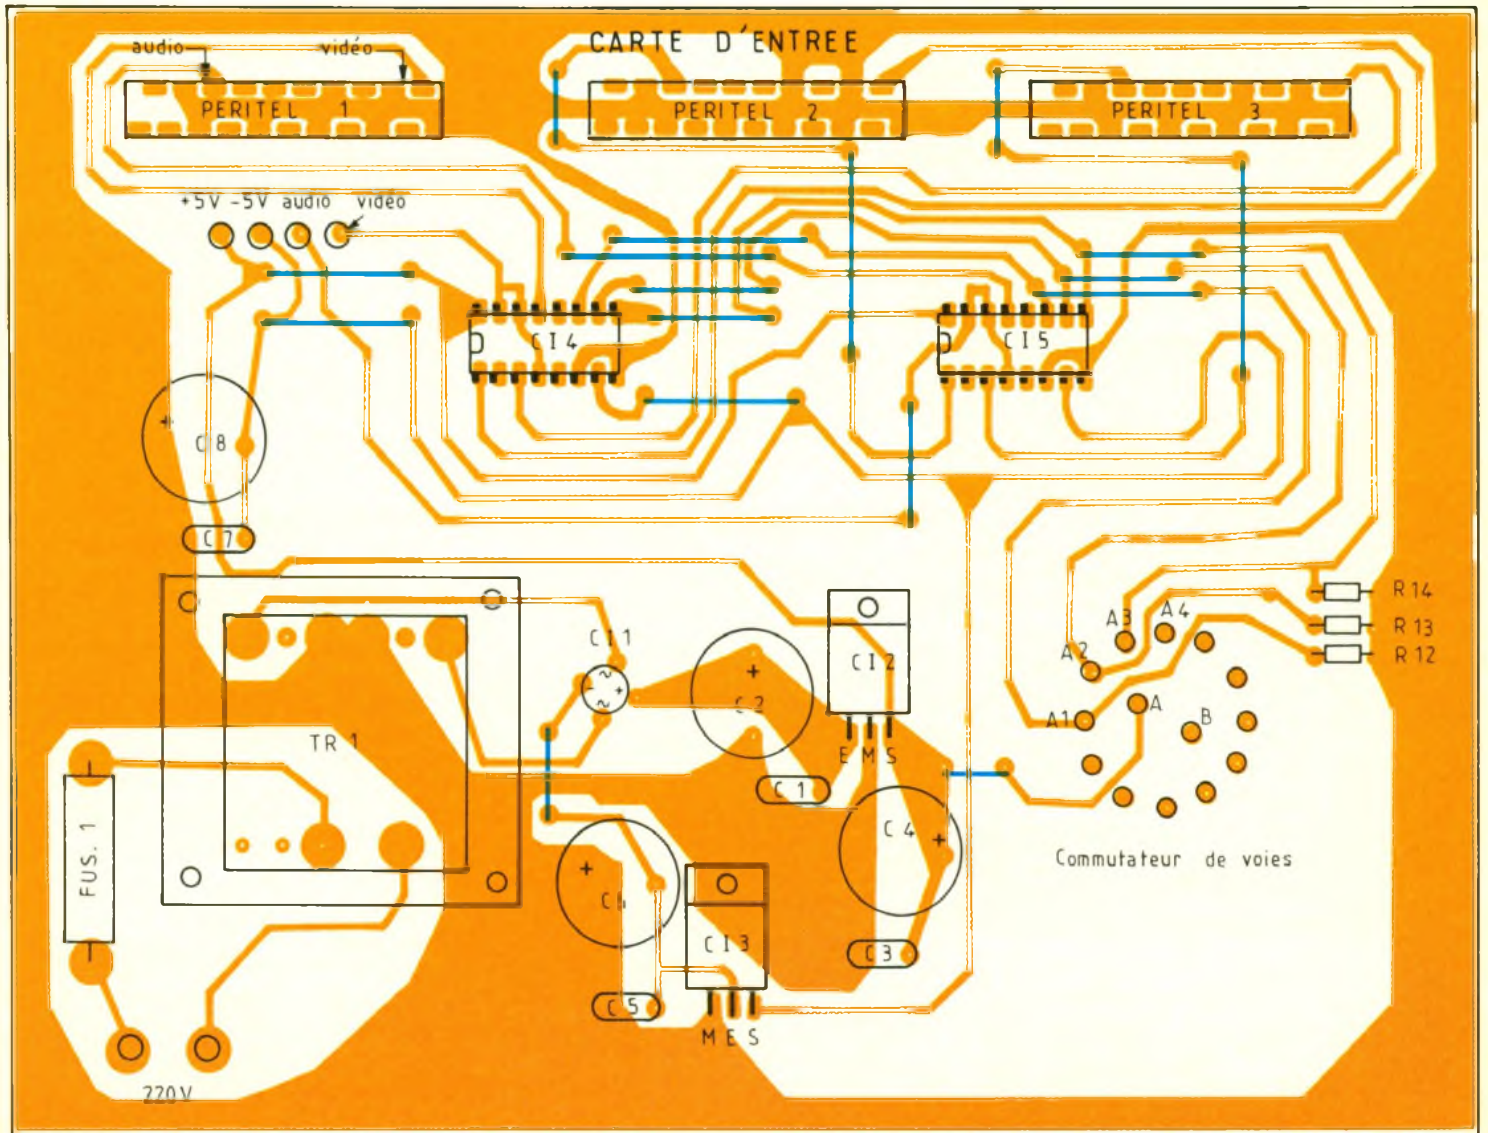 CARTE D'ENTREE
audio vidéo
PERITEL 1
PERITEL 2
PERITEL 3
+5V -5V audio vidéo
CI4
CI5
C8
C7
R14
R13
R12
A3 A4
A2
A1
A
B
CI1
CI2
C2
TR 1
E M S
C1
C4
Commutateur de voies
FUS. 1
CI3
C3
C5
M E S
220V